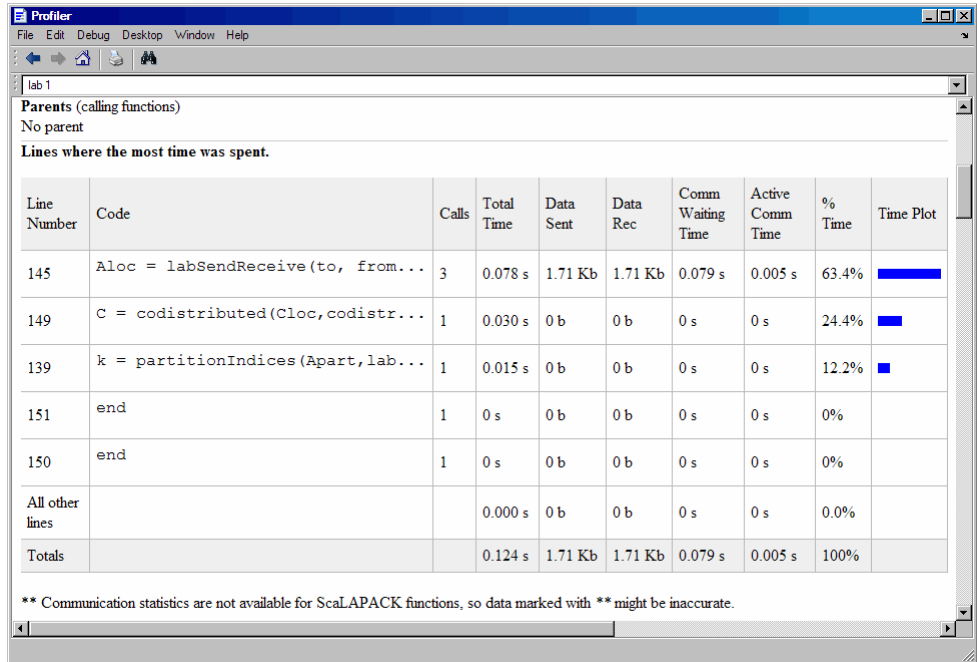 Profiler
File Edit Debug Desktop Window Help
lab 1
Parents (calling functions)
No parent
Lines where the most time was spent.
Line Number Code Calls Total Time Data Sent Data Rec Comm Waiting Time Active Comm Time % Time Time Plot
145 Aloc = labSendReceive(to, from... 3 0.078 s 1.71 Kb 1.71 Kb 0.079 s 0.005 s 63.4%
149 C = codistributed(Cloc,codistr... 1 0.030 s 0 b 0 b 0 s 0 s 24.4%
139 k = partitionIndices(Apart,lab... 1 0.015 s 0 b 0 b 0 s 0 s 12.2%
151 end 1 0 s 0 b 0 b 0 s 0 s 0%
150 end 1 0 s 0 b 0 b 0 s 0 s 0%
All other lines 0.000 s 0 b 0 b 0 s 0 s 0.0%
Totals 0.124 s 1.71 Kb 1.71 Kb 0.079 s 0.005 s 100%
** Communication statistics are not available for ScaLAPACK functions, so data marked with ** might be inaccurate.